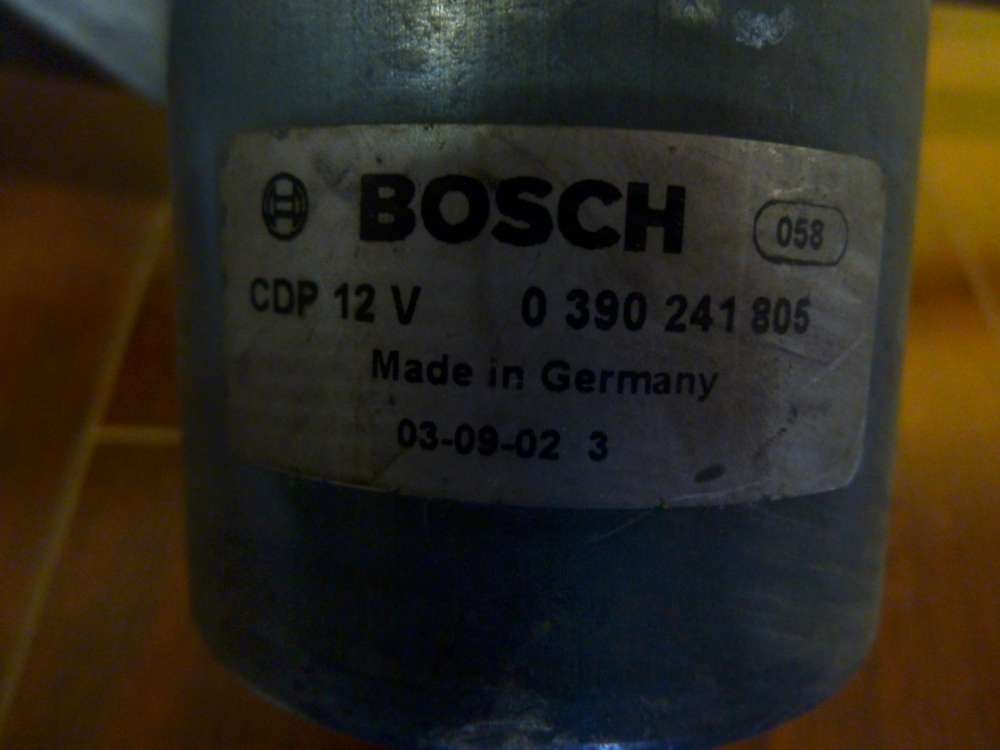 BOSCH 058
CDP 12 V 0 390 241 805
Made in Germany
03-09-02 3